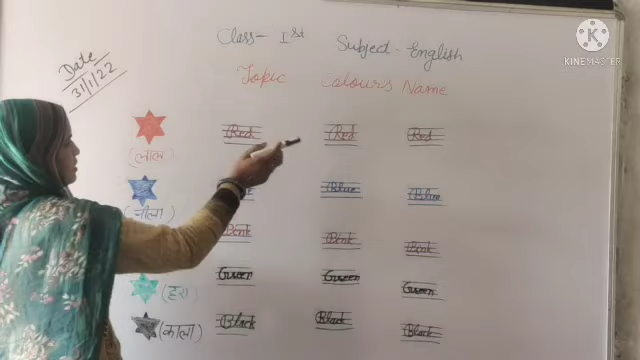 KINEMASTER
Class - Ist Subject - English
Date 31/1/22
Topic Colour's Name
(लाल) Red Red Red
(नीला) Blue Blue
Pink Pink Pink
(हरा) Green Green Green
(काला) Black Black Black